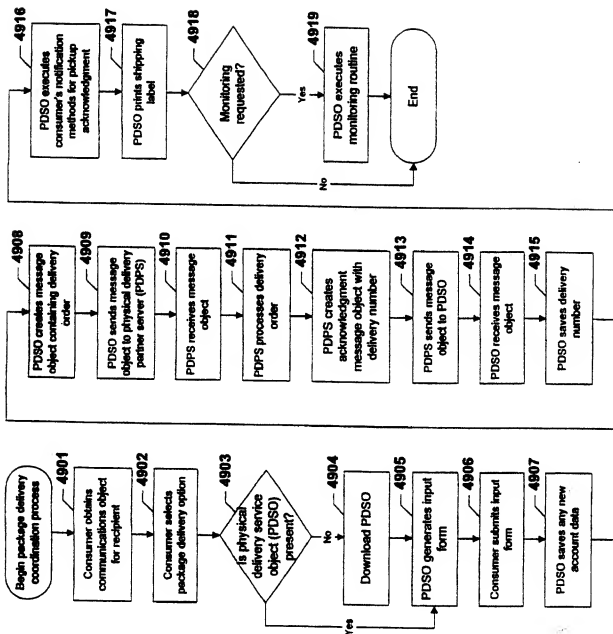 Begin package delivery
coordination process
4901
Consumer obtains
communications object
for recipient
4902
Consumer selects
package delivery option
4903
Is physical
delivery service
object (PDSO)
present?
No
Yes
4904
Download PDSO
4905
PDSO generates input
form
4906
Consumer submits input
form
4907
PDSO saves any new
account data
4908
PDSO creates message
object containing delivery
order
4909
PDSO sends message
object to physical delivery
partner server (PDPS)
4910
PDPS receives message
object
4911
PDPS processes delivery
order
4912
PDPS creates
acknowledgment
message object with
delivery number
4913
PDPS sends message
object to PDSO
4914
PDSO receives message
object
4915
PDSO saves delivery
number
4916
PDSO executes
consumer's notification
methods for pickup
acknowledgment
4917
PDSO prints shipping
label
4918
Monitoring
requested?
Yes
No
4919
PDSO executes
monitoring routine
End